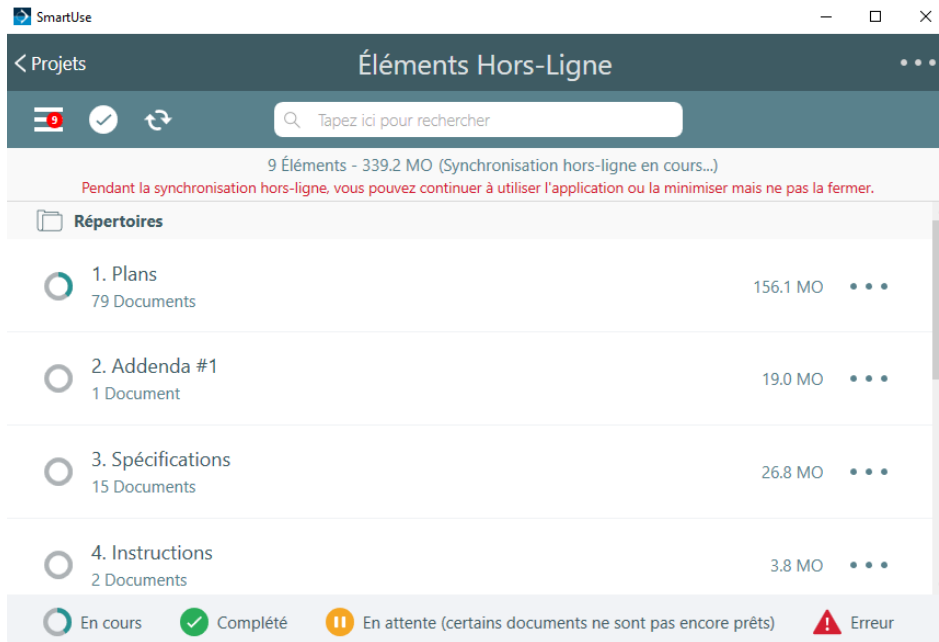 SmartUse
Projets
Éléments Hors-Ligne
9
Tapez ici pour rechercher
9 Éléments - 339.2 MO (Synchronisation hors-ligne en cours...)
Pendant la synchronisation hors-ligne, vous pouvez continuer à utiliser l'application ou la minimiser mais ne pas la fermer.
Répertoires
1. Plans
79 Documents
156.1 MO
2. Addenda #1
1 Document
19.0 MO
3. Spécifications
15 Documents
26.8 MO
4. Instructions
2 Documents
3.8 MO
En cours
Complété
En attente (certains documents ne sont pas encore prêts)
Erreur